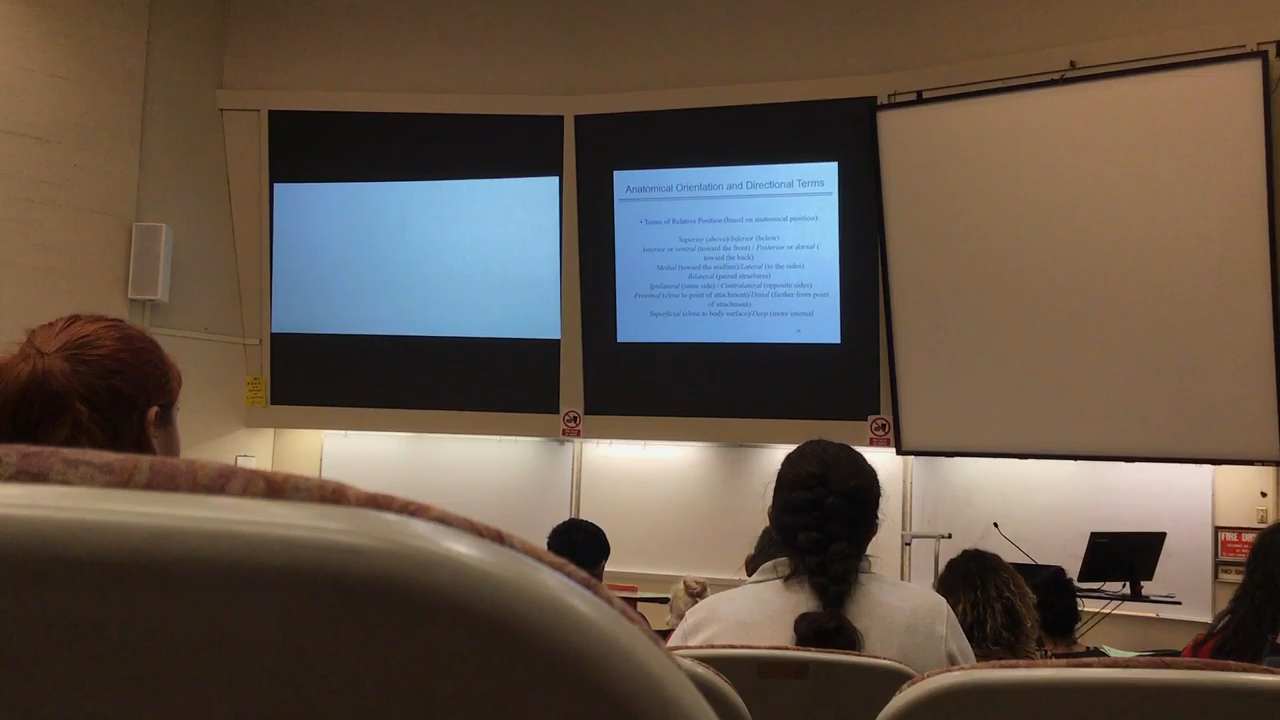 Anatomical Orientation and Directional Terms
• Terms of Relative Position (based on anatomical position):
Superior (above)/Inferior (below)
Anterior or ventral (toward the front) / Posterior or dorsal (
toward the back)
Medial (toward the midline)/Lateral (to the sides)
Bilateral (paired structures)
Ipsilateral (same side) / Contralateral (opposite sides)
Proximal (close to point of attachment)/Distal (further from point
of attachment)
Superficial (close to body surface)/Deep (more internal
FIRE
NO